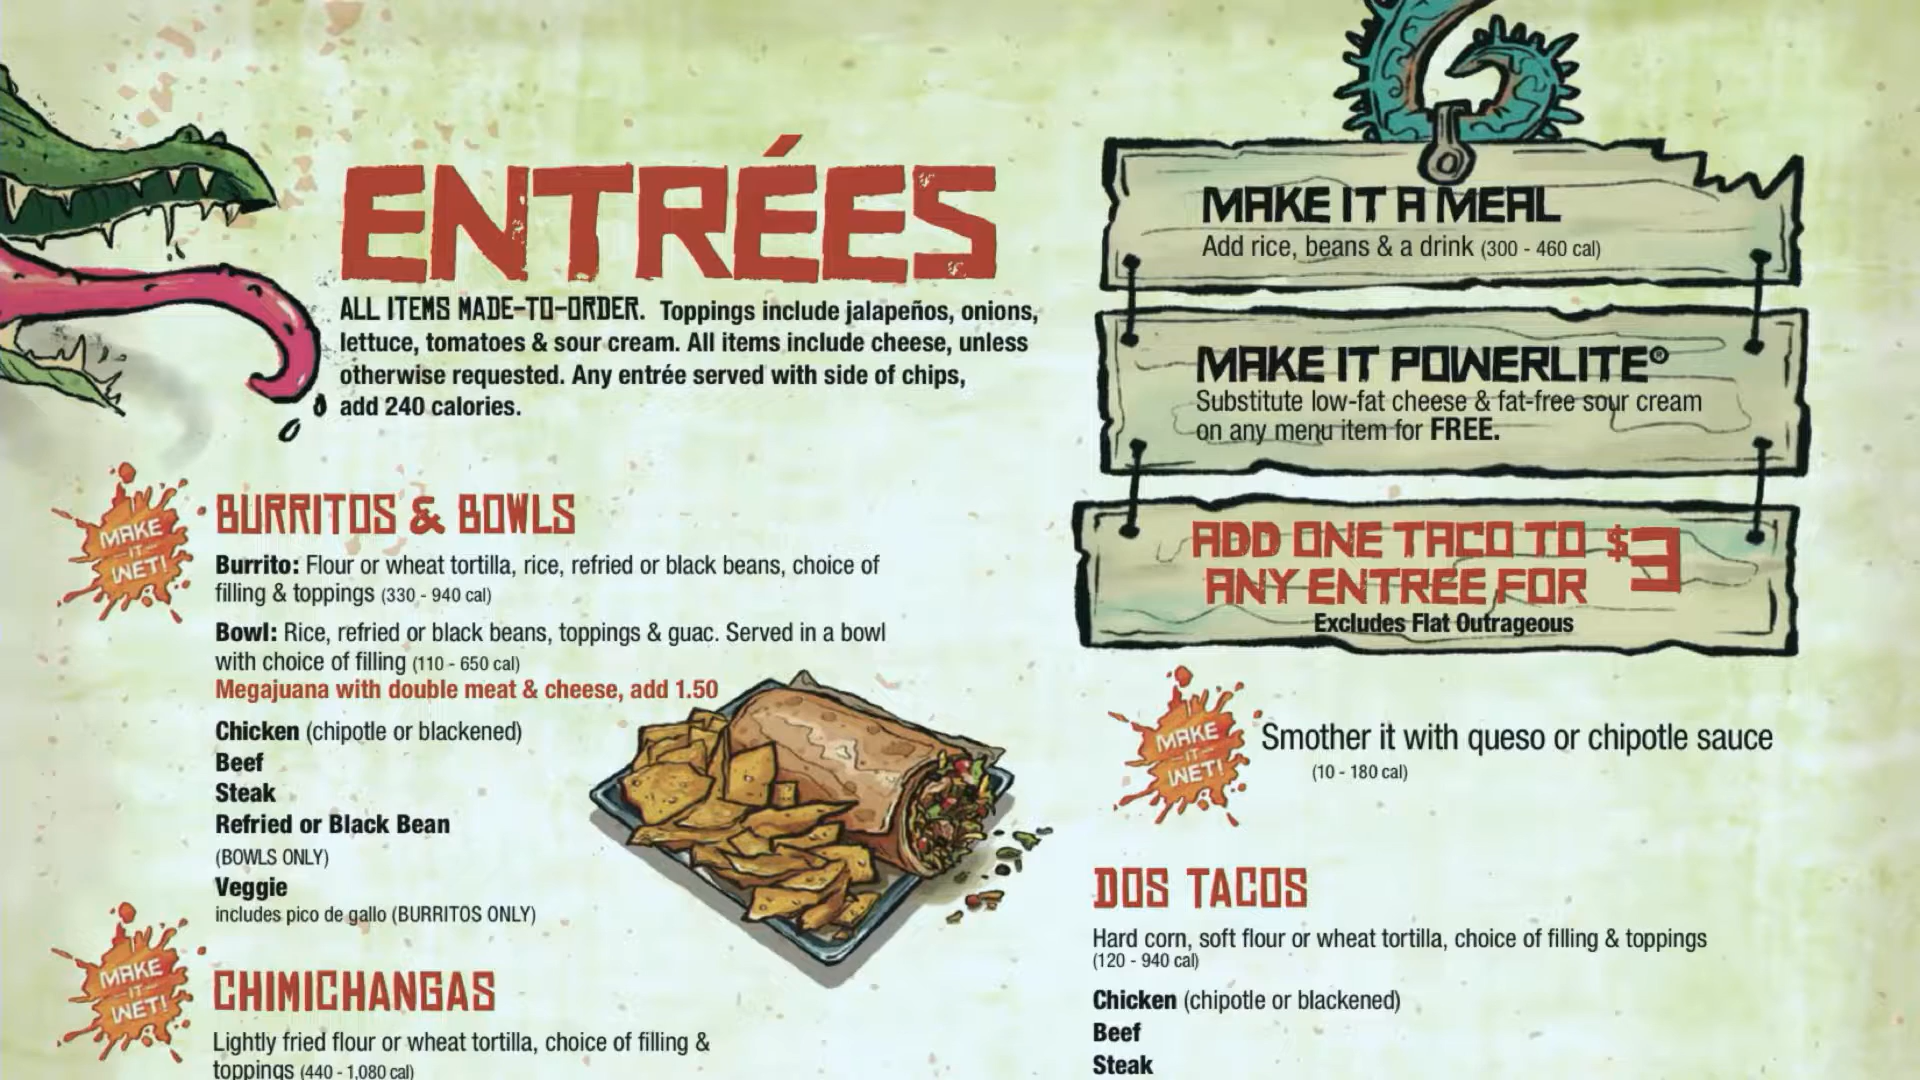 ENTRÉES
ALL ITEMS MADE-TO-ORDER. Toppings include jalapeños, onions,
lettuce, tomatoes & sour cream. All items include cheese, unless
otherwise requested. Any entrée served with side of chips,
add 240 calories.
MAKE
IT
WET!
BURRITOS & BOWLS
Burrito: Flour or wheat tortilla, rice, refried or black beans, choice of
filling & toppings (330 - 940 cal)
Bowl: Rice, refried or black beans, toppings & guac. Served in a bowl
with choice of filling (110 - 650 cal)
Megajuana with double meat & cheese, add 1.50
Chicken (chipotle or blackened)
Beef
Steak
Refried or Black Bean
(BOWLS ONLY)
Veggie
includes pico de gallo (BURRITOS ONLY)
MAKE
IT
WET!
CHIMICHANGAS
Lightly fried flour or wheat tortilla, choice of filling &
toppings (440 - 1,080 cal)
MAKE IT A MEAL
Add rice, beans & a drink (300 - 460 cal)
MAKE IT POWERLITE®
Substitute low-fat cheese & fat-free sour cream
on any menu item for FREE.
ADD ONE TACO TO
ANY ENTREE FOR $3
Excludes Flat Outrageous
MAKE
IT
WET!
Smother it with queso or chipotle sauce
(10 - 180 cal)
DOS TACOS
Hard corn, soft flour or wheat tortilla, choice of filling & toppings
(120 - 940 cal)
Chicken (chipotle or blackened)
Beef
Steak